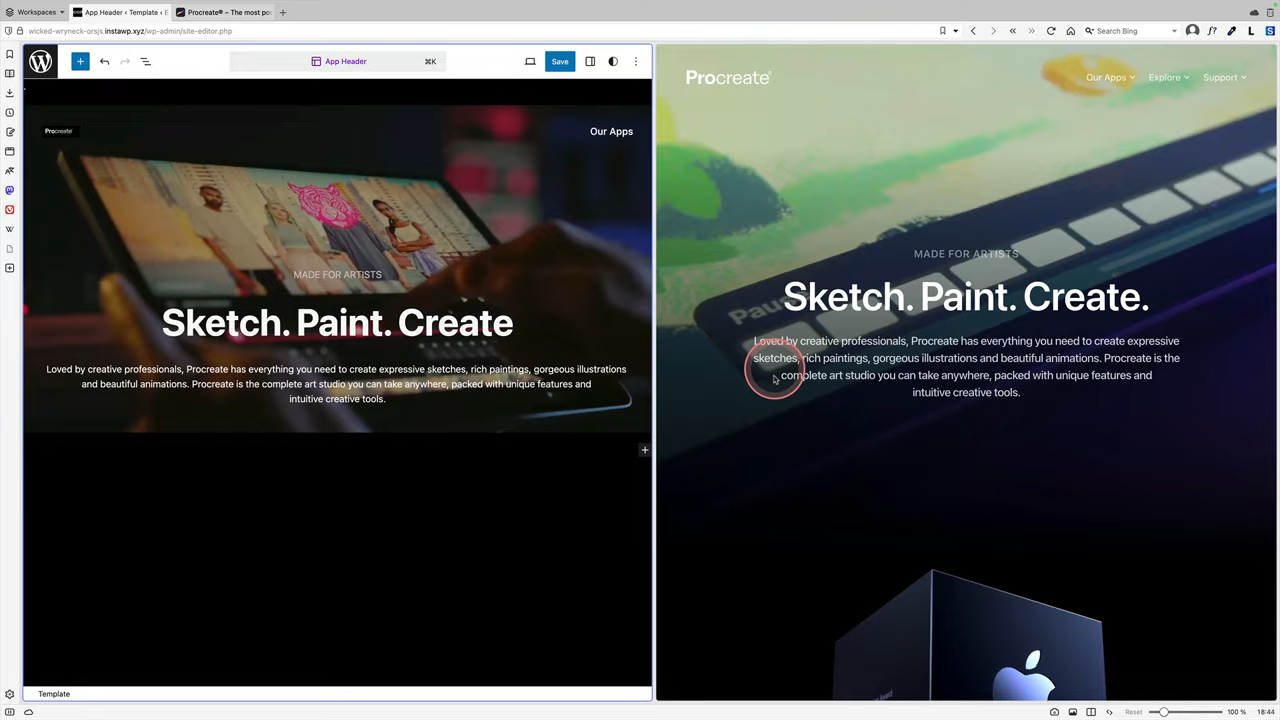 Workspaces
App Header ‹ Template ‹ E
Procreate® – The most po
wicked-wryneck-orsjs.instawp.xyz/wp-admin/site-editor.php
Search Bing
App Header
⌘K
Save
Procreate
Our Apps
MADE FOR ARTISTS
Sketch. Paint. Create
Loved by creative professionals, Procreate has everything you need to create expressive sketches, rich paintings, gorgeous illustrations
and beautiful animations. Procreate is the complete art studio you can take anywhere, packed with unique features and
intuitive creative tools.
Template
Procreate®
Our Apps
Explore
Support
MADE FOR ARTISTS
Sketch. Paint. Create.
Loved by creative professionals, Procreate has everything you need to create expressive
sketches, rich paintings, gorgeous illustrations and beautiful animations. Procreate is the
complete art studio you can take anywhere, packed with unique features and
intuitive creative tools.
Reset
100 %
18:44